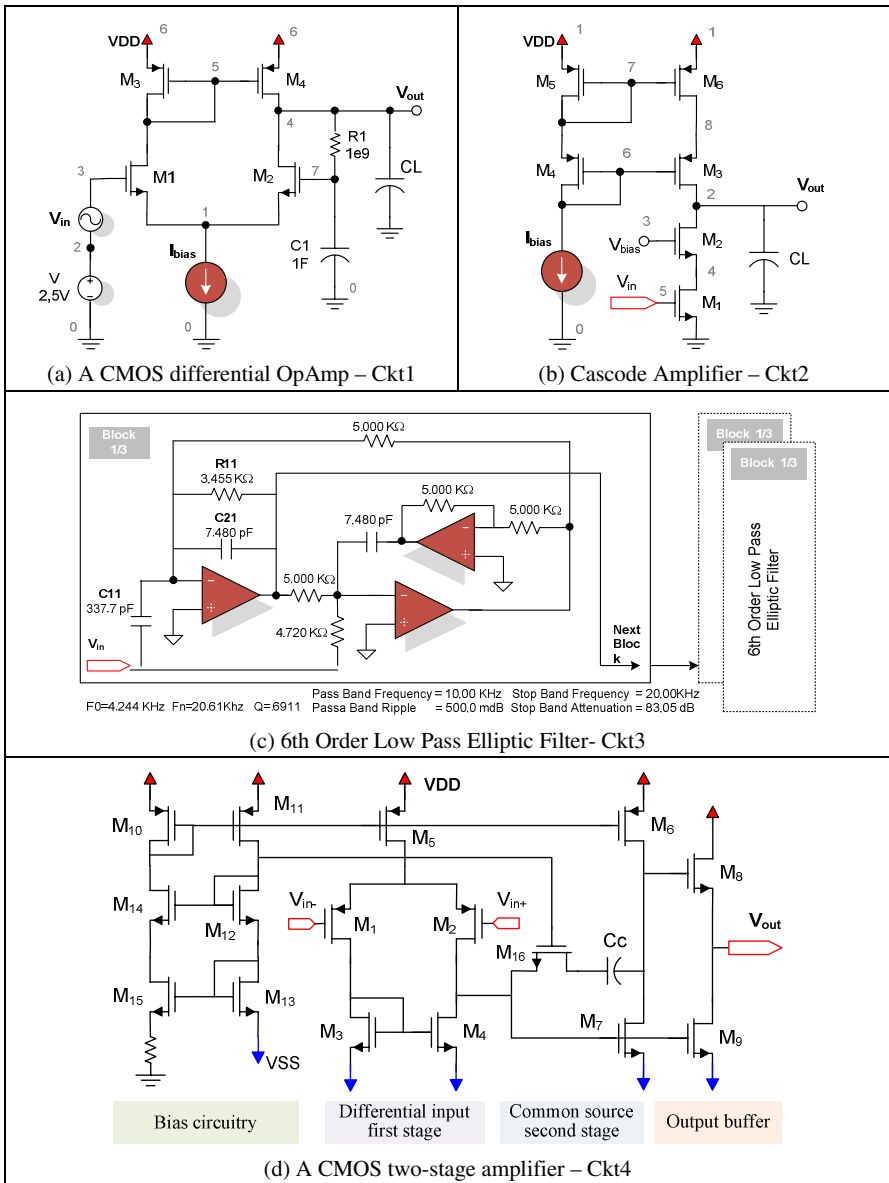 6 6
VDD
M3 5 M4
Vout
4
R1
1e9
3 M1 M2 7 CL
Vin 1
2 C1
1F
V
2,5V
Ibias
0 0 0
(a) A CMOS differential OpAmp – Ckt1
1 1
VDD
7
M5 M6
8
6
M4 M3
2 Vout
3
Ibias Vbias M2
4 CL
Vin
5 M1
0
(b) Cascode Amplifier – Ckt2
Block
1/3
5.000 KΩ
R11
3,455 KΩ
C21
7.480 pF
5.000 KΩ
5.000 KΩ
7.480 pF
C11
337.7 pF
5.000 KΩ
4.720 KΩ
Vin
Next
Bloc
k
Block 1/3
Block 1/3
6th Order Low Pass
Elliptic Filter
Pass Band Frequency = 10,00 KHz Stop Band Frequency = 20,00KHz
F0=4.244 KHz Fn=20.61Khz Q=6911 Passa Band Ripple = 500,0 mdB Stop Band Attenuation = 83,05 dB
(c) 6th Order Low Pass Elliptic Filter- Ckt3
VDD
M10 M11 M5 M6
M8
M14 M12
Vin- Vin+
M1 M2
Vout
M16 Cc
M15 M13
M3 M4 M7 M9
VSS
Bias circuitry
Differential input
first stage
Common source
second stage
Output buffer
(d) A CMOS two-stage amplifier – Ckt4